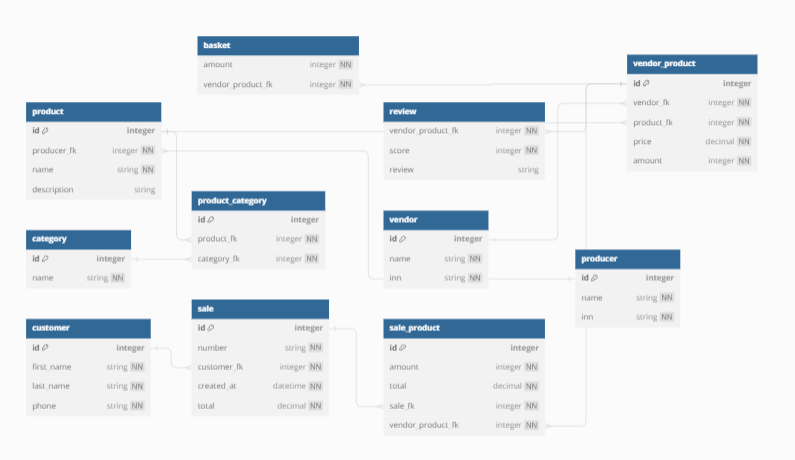 basket
amount integer NN
vendor_product_fk integer NN
vendor_product
id integer
vendor_fk integer NN
product_fk integer NN
price decimal NN
amount integer NN
product
id integer
producer_fk integer NN
name string NN
description string
review
vendor_product_fk integer NN
score integer NN
review string
product_category
id integer
product_fk integer NN
category_fk integer NN
vendor
id integer
name string NN
inn string NN
category
id integer
name string NN
producer
id integer
name string NN
inn string NN
customer
id integer
first_name string NN
last_name string NN
phone string NN
sale
id integer
number string NN
customer_fk integer NN
created_at datetime NN
total decimal NN
sale_product
id integer
amount integer NN
total decimal NN
sale_fk integer NN
vendor_product_fk integer NN